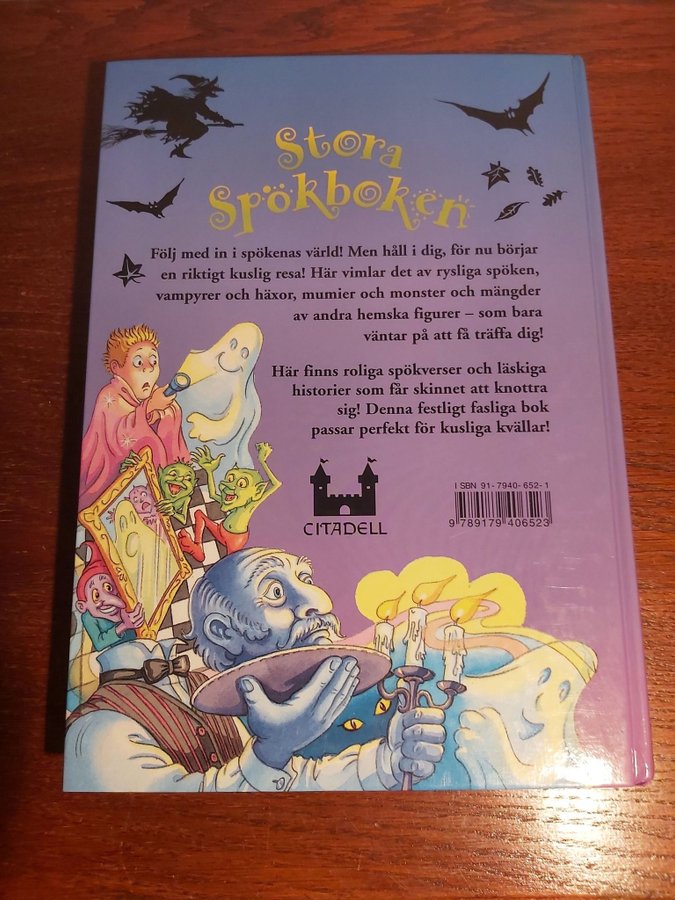 Stora
Spökboken
Följ med in i spökenas värld! Men håll i dig, för nu börjar
en riktigt kuslig resa! Här vimlar det av rysliga spöken,
vampyrer och häxor, mumier och monster och mängder
av andra hemska figurer – som bara
väntar på att få träffa dig!
Här finns roliga spökverser och läskiga
historier som får skinnet att knottra
sig! Denna festligt fasliga bok
passar perfekt för kusliga kvällar!
CITADELL
ISBN 91-7940-652-1
9 789179 406523